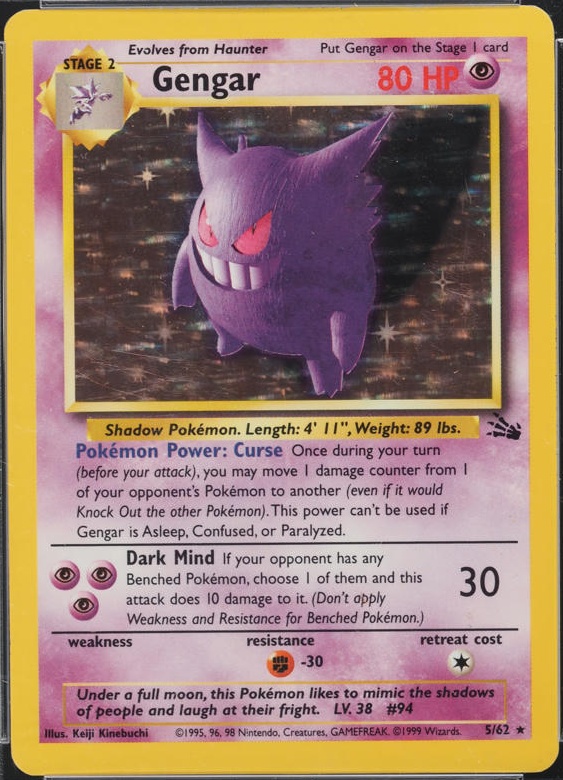 Evolves from Haunter
Put Gengar on the Stage 1 card
STAGE 2
Gengar
80 HP
Shadow Pokémon. Length: 4' 11", Weight: 89 lbs.
Pokémon Power: Curse Once during your turn
(before your attack), you may move 1 damage counter from 1
of your opponent's Pokémon to another (even if it would
Knock Out the other Pokémon). This power can't be used if
Gengar is Asleep, Confused, or Paralyzed.
Dark Mind If your opponent has any
Benched Pokémon, choose 1 of them and this
attack does 10 damage to it. (Don't apply
Weakness and Resistance for Benched Pokémon.)
30
weakness
resistance
retreat cost
-30
Under a full moon, this Pokémon likes to mimic the shadows
of people and laugh at their fright. LV. 38 #94
Illus. Keiji Kinebuchi
©1995, 96, 98 Nintendo, Creatures, GAMEFREAK. ©1999 Wizards.
5/62 ★